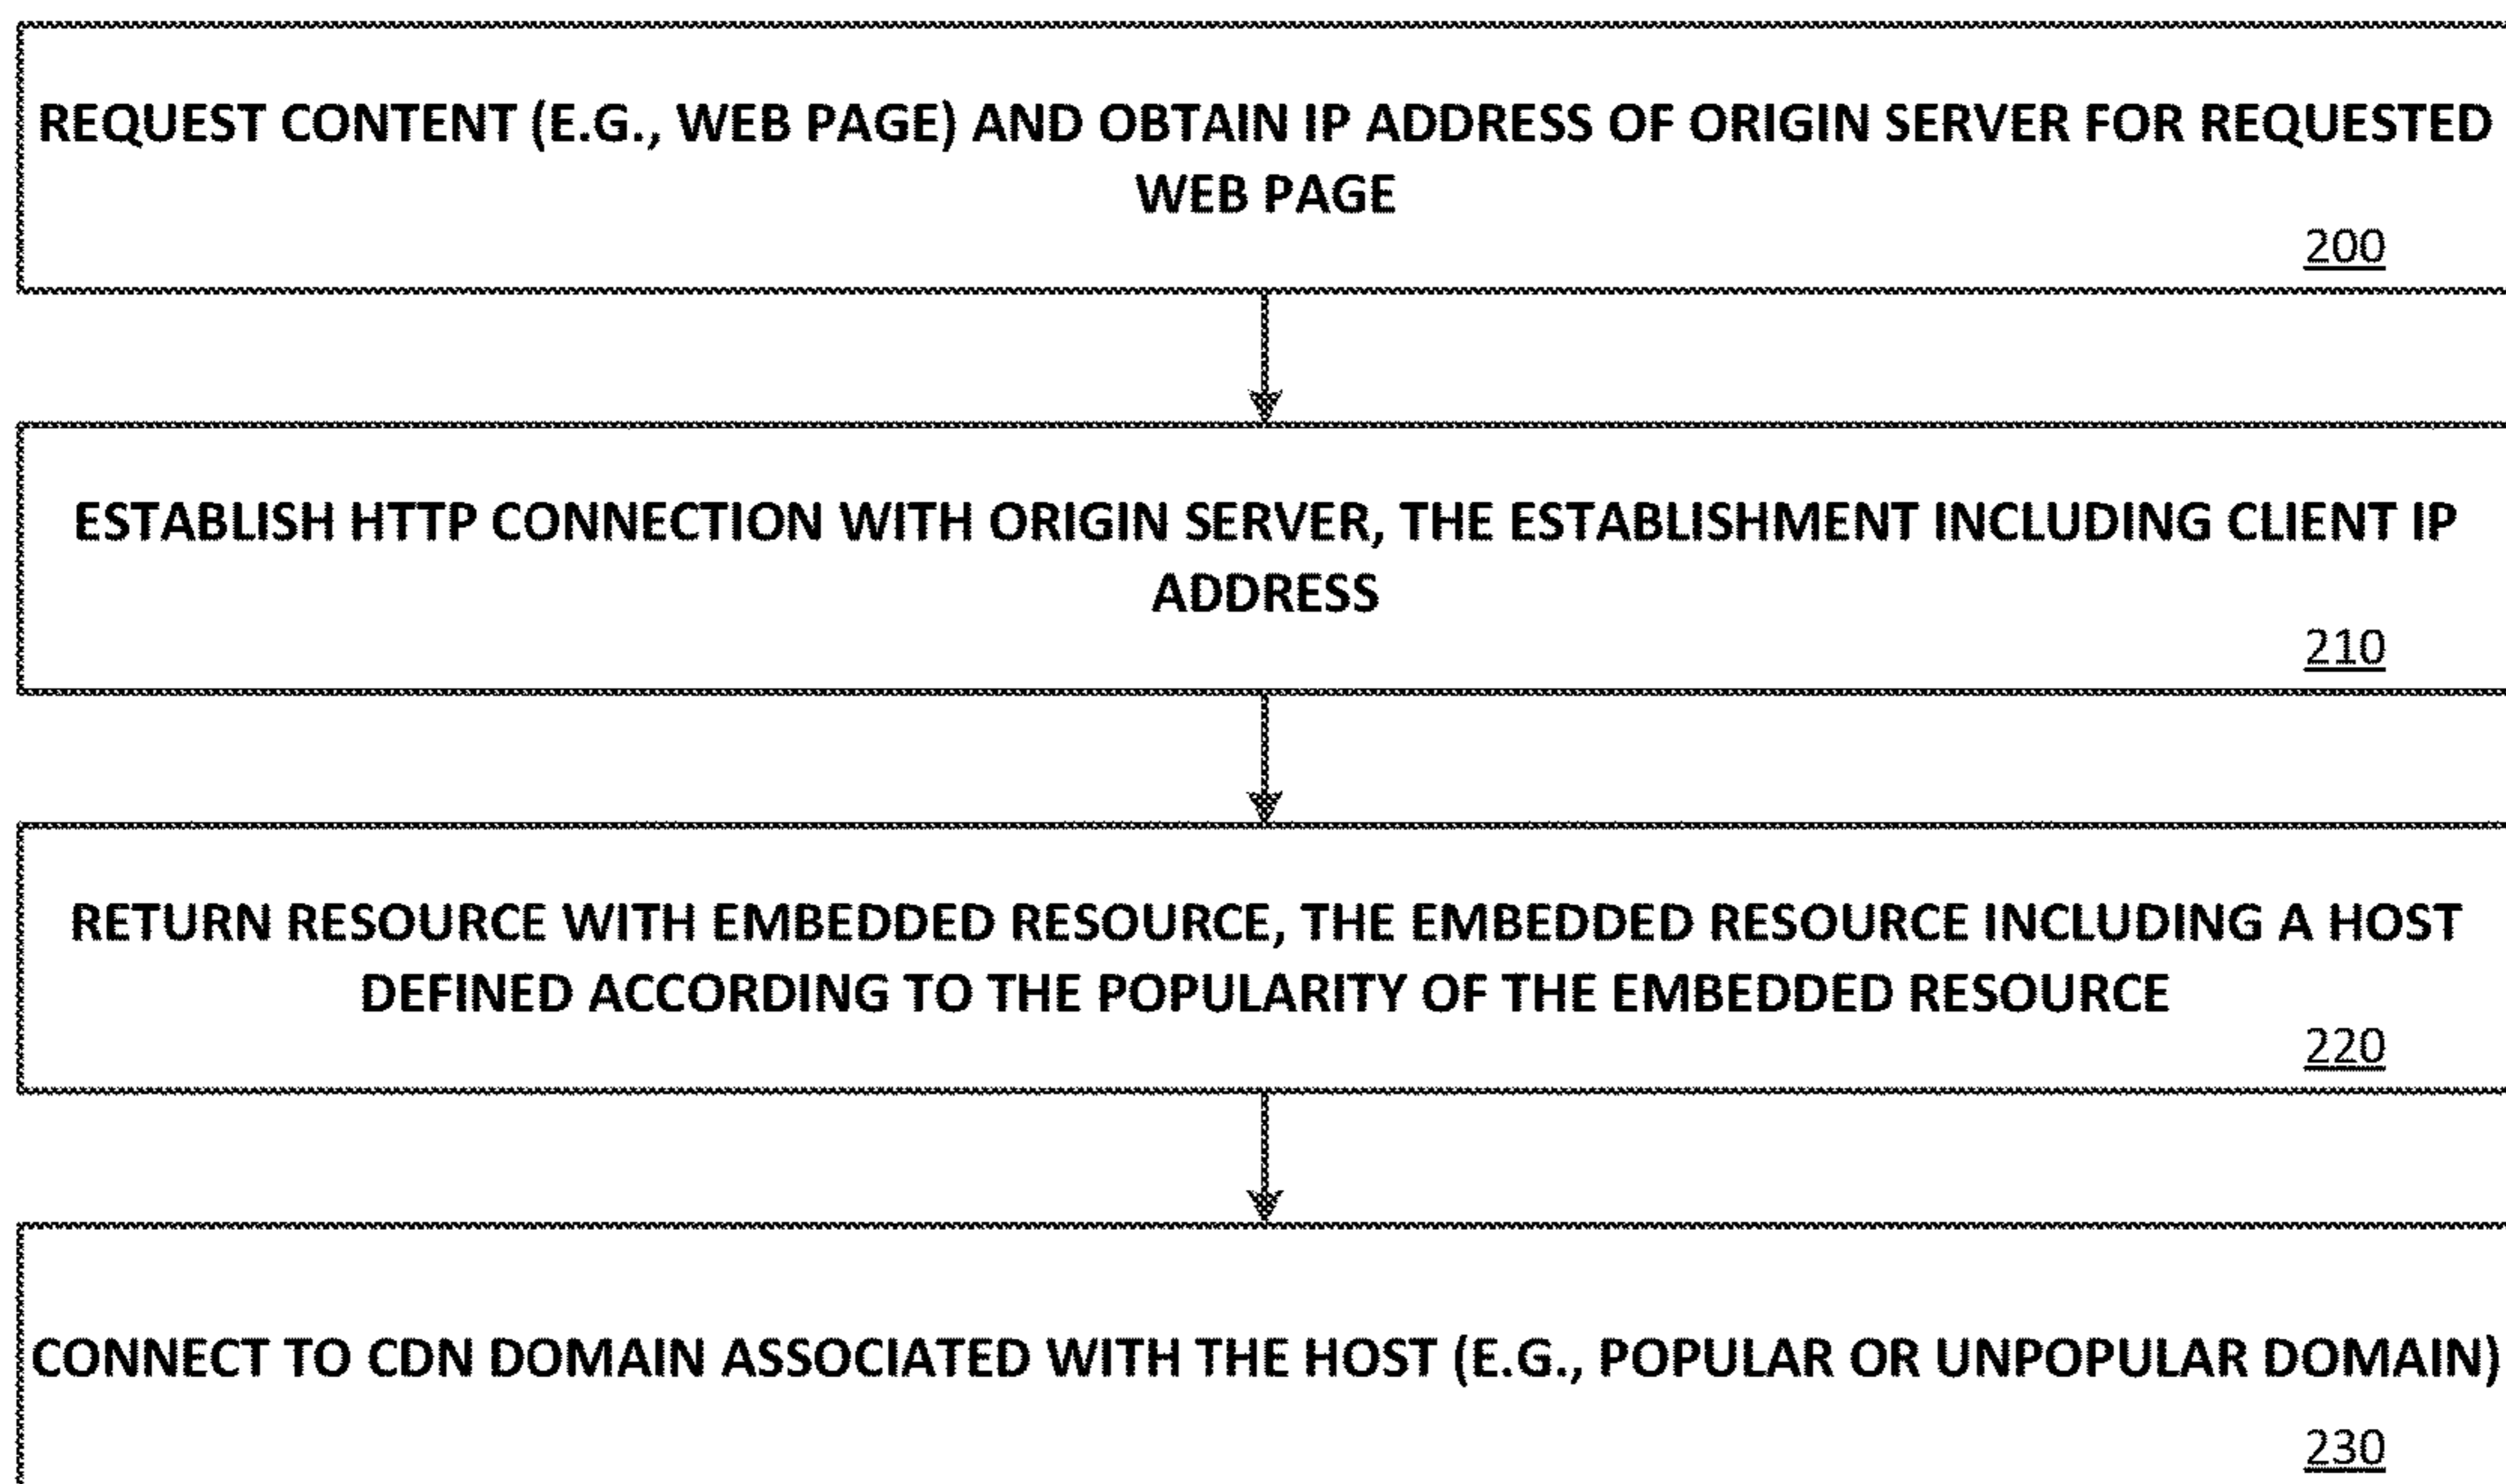 REQUEST CONTENT (E.G., WEB PAGE) AND OBTAIN IP ADDRESS OF ORIGIN SERVER FOR REQUESTED
WEB PAGE
200
ESTABLISH HTTP CONNECTION WITH ORIGIN SERVER, THE ESTABLISHMENT INCLUDING CLIENT IP
ADDRESS
210
RETURN RESOURCE WITH EMBEDDED RESOURCE, THE EMBEDDED RESOURCE INCLUDING A HOST
DEFINED ACCORDING TO THE POPULARITY OF THE EMBEDDED RESOURCE
220
CONNECT TO CDN DOMAIN ASSOCIATED WITH THE HOST (E.G., POPULAR OR UNPOPULAR DOMAIN)
230